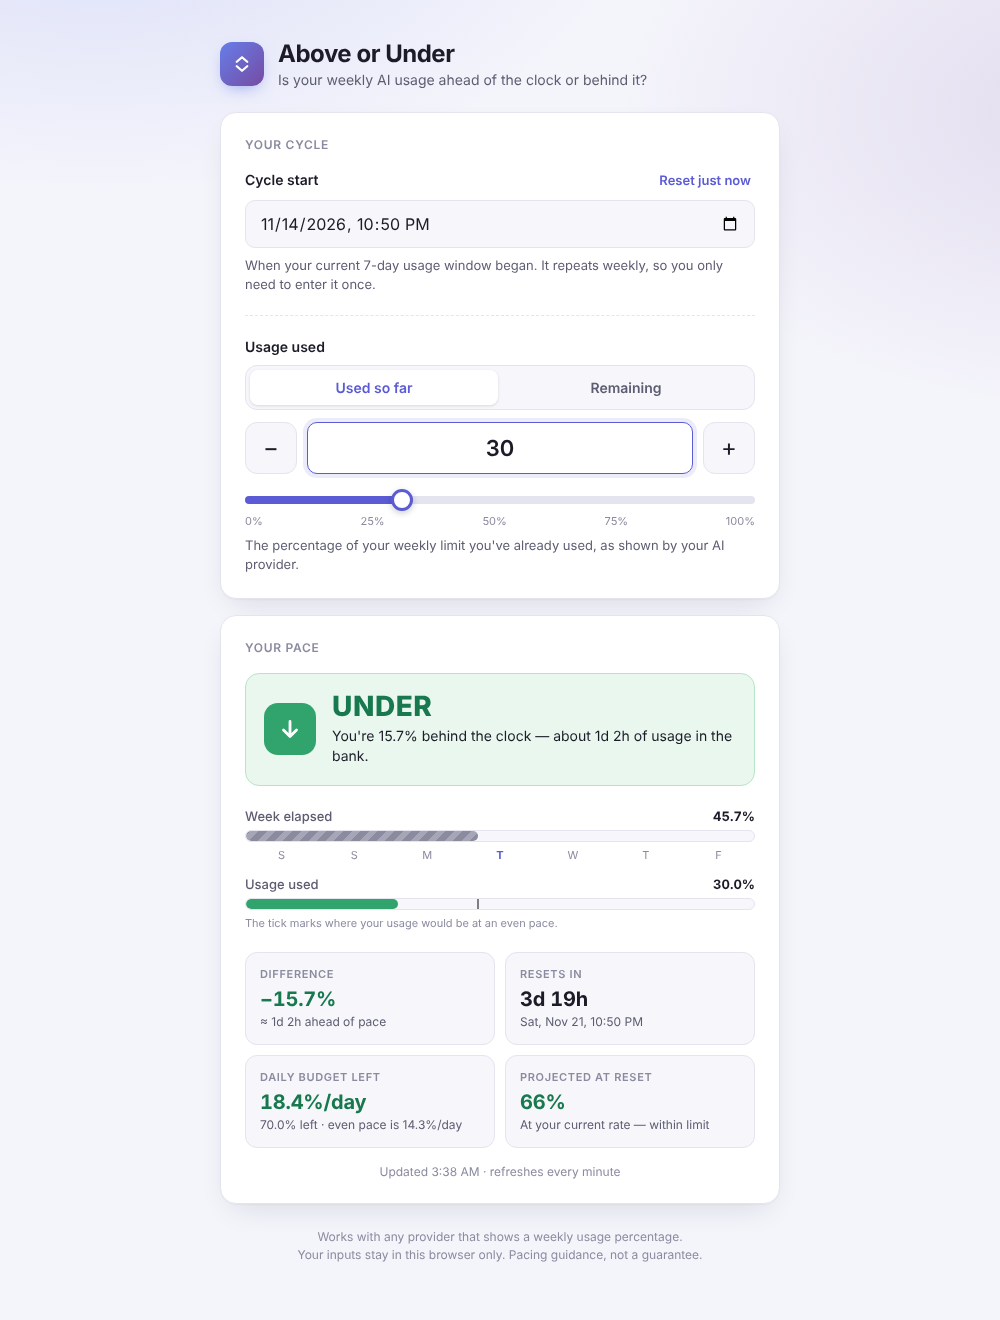 Above or Under
Is your weekly AI usage ahead of the clock or behind it?
YOUR CYCLE
Cycle start
Reset just now
11/14/2026, 10:50 PM
When your current 7-day usage window began. It repeats weekly, so you only
need to enter it once.
Usage used
Used so far
Remaining
−
30
+
0%
25%
50%
75%
100%
The percentage of your weekly limit you've already used, as shown by your AI
provider.
YOUR PACE
UNDER
You're 15.7% behind the clock — about 1d 2h of usage in the
bank.
Week elapsed
45.7%
S
S
M
T
W
T
F
Usage used
30.0%
The tick marks where your usage would be at an even pace.
DIFFERENCE
−15.7%
≈ 1d 2h ahead of pace
RESETS IN
3d 19h
Sat, Nov 21, 10:50 PM
DAILY BUDGET LEFT
18.4%/day
70.0% left · even pace is 14.3%/day
PROJECTED AT RESET
66%
At your current rate — within limit
Updated 3:38 AM · refreshes every minute
Works with any provider that shows a weekly usage percentage.
Your inputs stay in this browser only. Pacing guidance, not a guarantee.